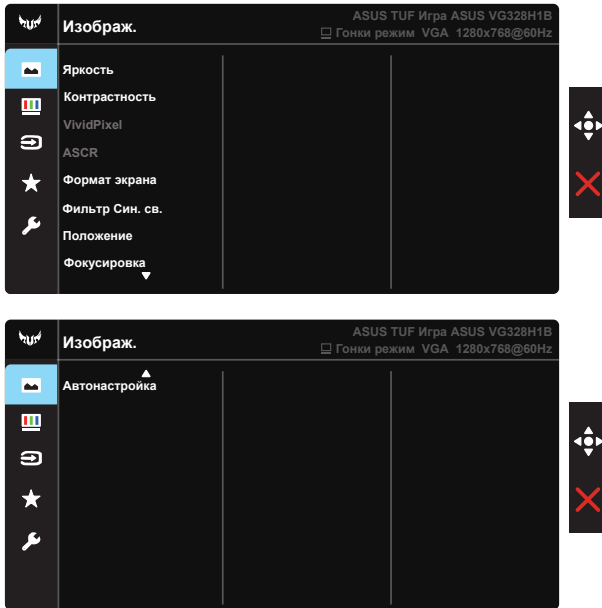 Изображ.
ASUS TUF Игра ASUS VG328H1B
Гонки режим VGA 1280x768@60Hz
Яркость
Контрастность
VividPixel
ASCR
Формат экрана
Фильтр Син. св.
Положение
Фокусировка
Изображ.
ASUS TUF Игра ASUS VG328H1B
Гонки режим VGA 1280x768@60Hz
Автонастройка